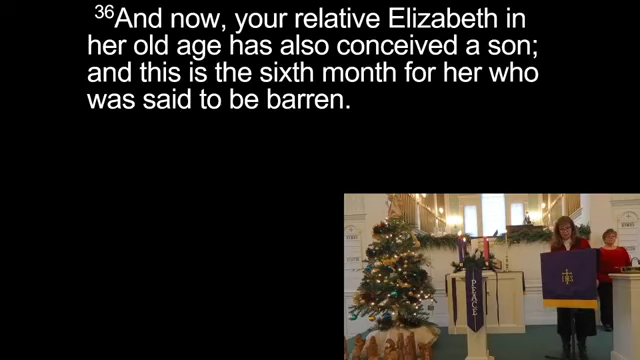 36And now, your relative Elizabeth in
her old age has also conceived a son;
and this is the sixth month for her who
was said to be barren.
PEACE